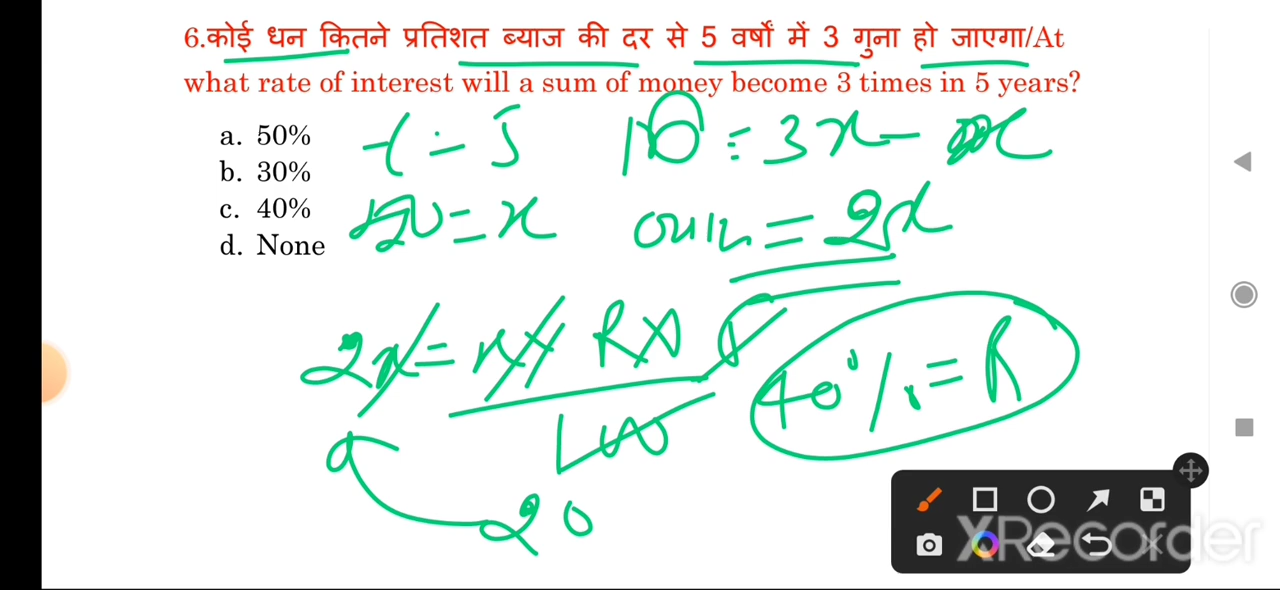 6.कोई धन कितने प्रतिशत ब्याज की दर से 5 वर्षों में 3 गुना हो जाएगा/At
what rate of interest will a sum of money become 3 times in 5 years?
a. 50%
b. 30%
c. 40%
d. None
t = 5
= 3x - x
= x
= 2x
2x = x × R × 5
100
40% = R
20
XRecorder